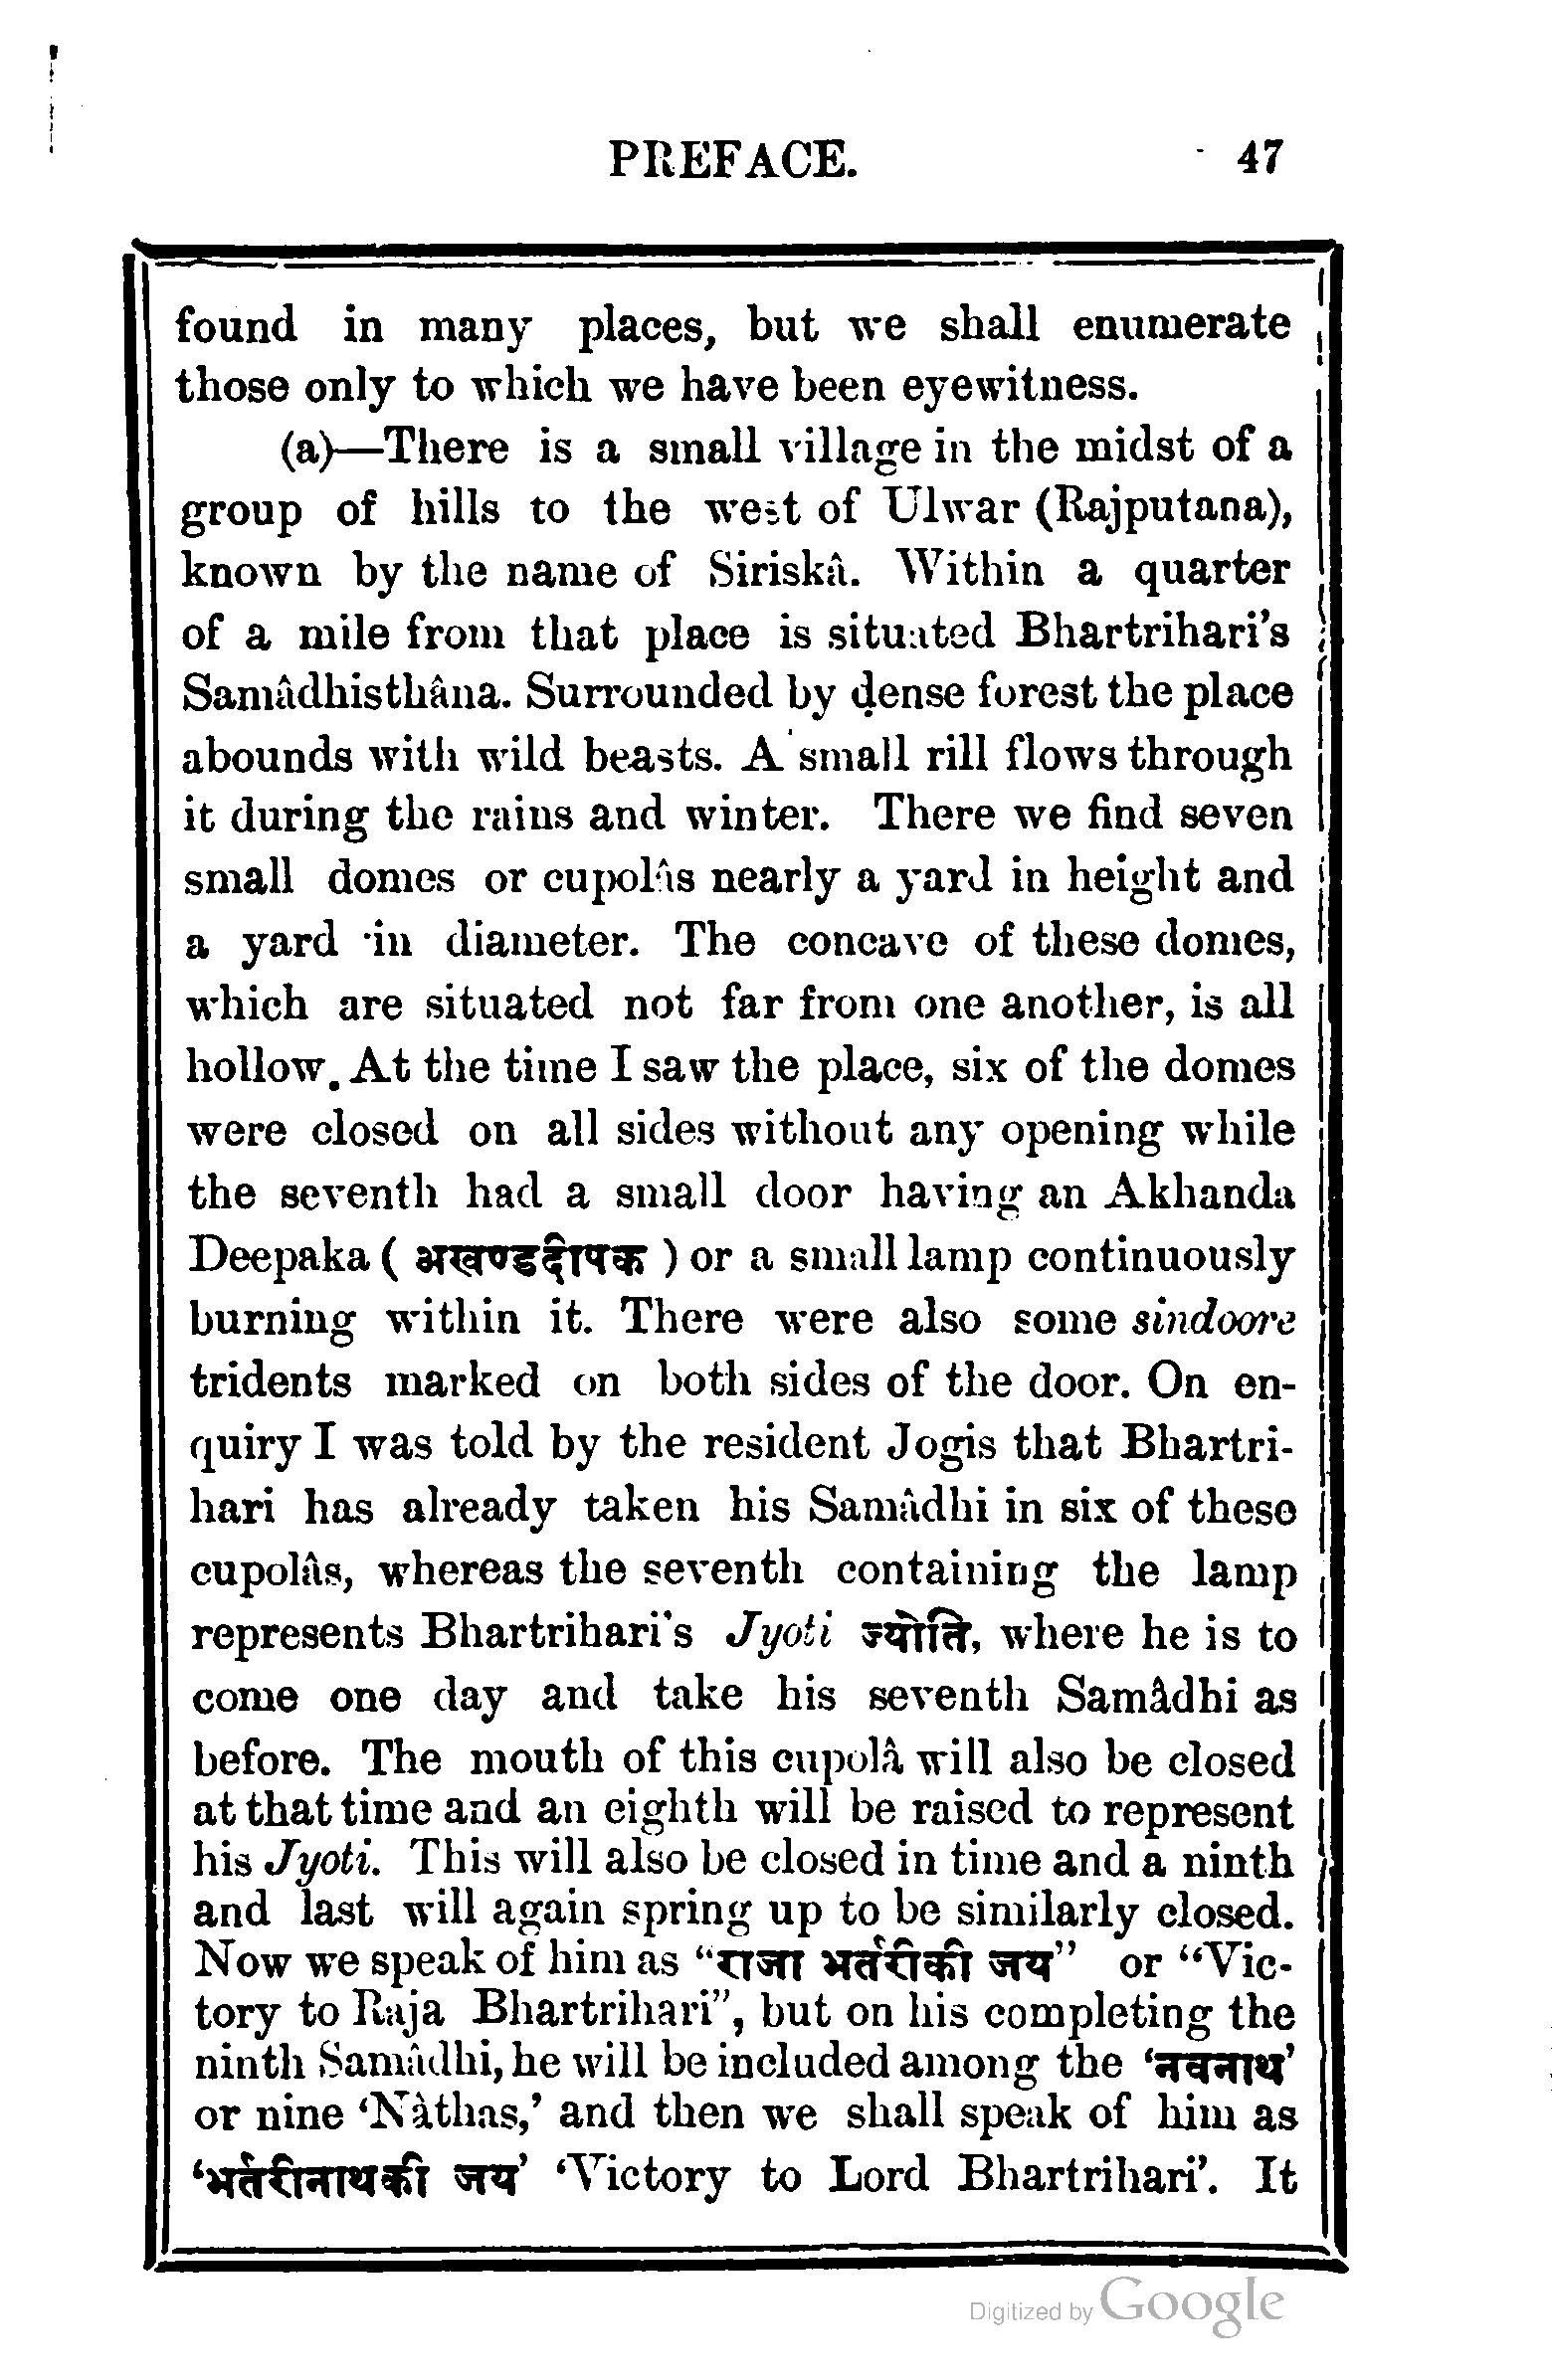 PREFACE. 47
found in many places, but we shall enumerate
those only to which we have been eyewitness.
(a)—There is a small village in the midst of a
group of hills to the west of Ulwar (Rajputana),
known by the name of Siriskâ. Within a quarter
of a mile from that place is situated Bhartrihari's
Samâdhisthâna. Surrounded by dense forest the place
abounds with wild beasts. A small rill flows through
it during the rains and winter. There we find seven
small domes or cupolâs nearly a yard in height and
a yard in diameter. The concave of these domes,
which are situated not far from one another, is all
hollow. At the time I saw the place, six of the domes
were closed on all sides without any opening while
the seventh had a small door having an Akhanda
Deepaka ( अखण्डदीपक ) or a small lamp continuously
burning within it. There were also some sindoore
tridents marked on both sides of the door. On en-
quiry I was told by the resident Jogis that Bhartri-
hari has already taken his Samâdhi in six of these
cupolâs, whereas the seventh containing the lamp
represents Bhartrihari's Jyoti ज्योति, where he is to
come one day and take his seventh Samâdhi as
before. The mouth of this cupolâ will also be closed
at that time and an eighth will be raised to represent
his Jyoti. This will also be closed in time and a ninth
and last will again spring up to be similarly closed.
Now we speak of him as “राजा भर्तरीकी जय” or “Vic-
tory to Raja Bhartrihari”, but on his completing the
ninth Samâdhi, he will be included among the ‘नवनाथ’
or nine ‘Nàthas,’ and then we shall speak of him as
‘भर्तरीनाथकी जय’ ‘Victory to Lord Bhartrihari’. It
Digitized by Google